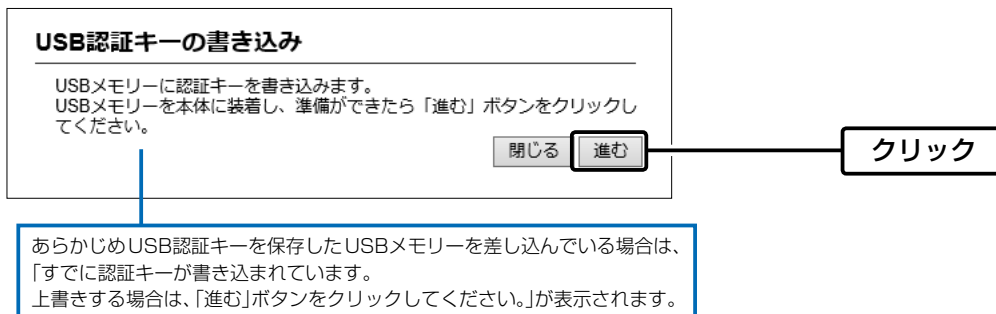 USB認証キーの書き込み
USBメモリーに認証キーを書き込みます。
USBメモリーを本体に装着し、準備ができたら「進む」ボタンをクリックし
てください。
閉じる
進む
クリック
あらかじめUSB認証キーを保存したUSBメモリーを差し込んでいる場合は、
「すでに認証キーが書き込まれています。
上書きする場合は、「進む」ボタンをクリックしてください。」が表示されます。